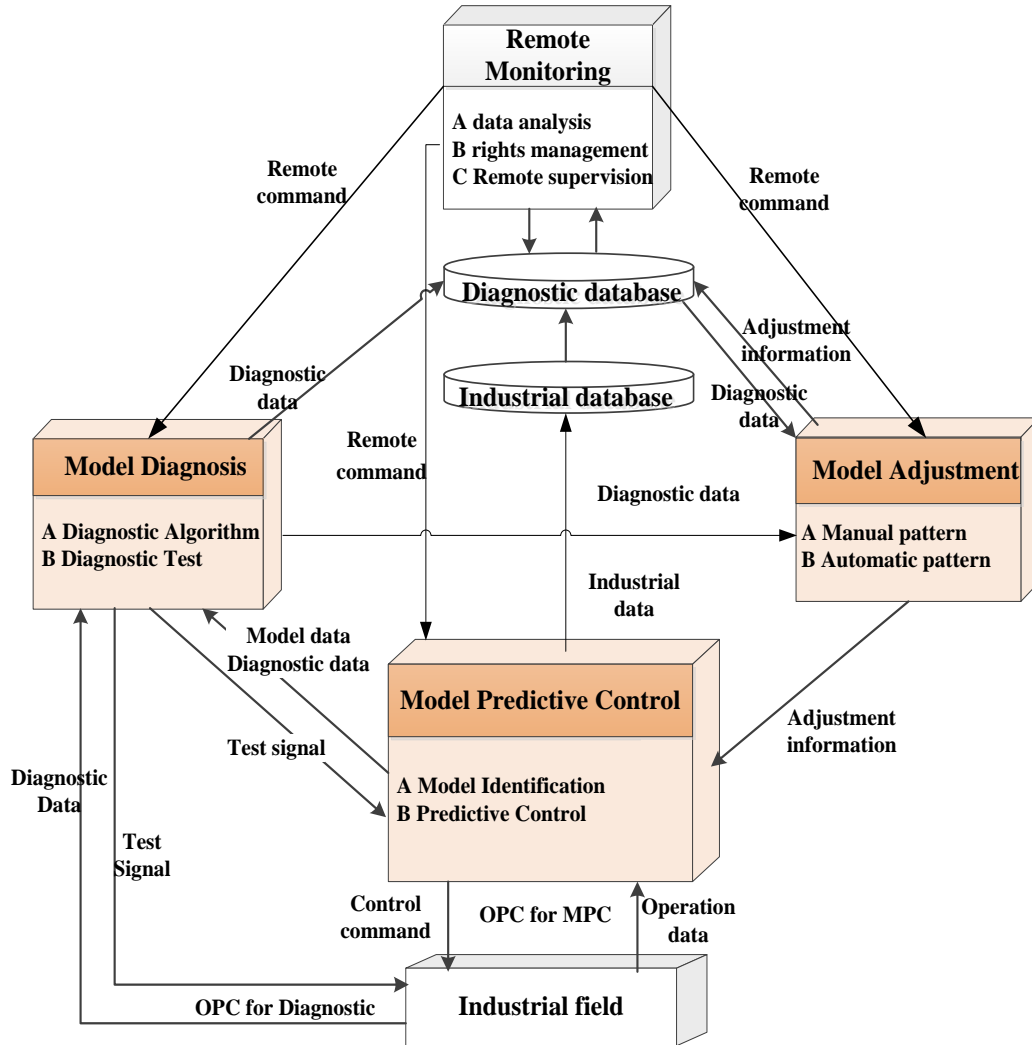 Remote
Monitoring
A data analysis
B rights management
C Remote supervision
Remote
command
Remote
command
Diagnostic database
Adjustment
information
Diagnostic
data
Industrial database
Diagnostic
data
Remote
command
Model Diagnosis
A Diagnostic Algorithm
B Diagnostic Test
Diagnostic data
Model Adjustment
A Manual pattern
B Automatic pattern
Industrial
data
Model data
Diagnostic data
Test signal
Model Predictive Control
A Model Identification
B Predictive Control
Adjustment
information
Diagnostic
Data
Test
Signal
Control
command
OPC for MPC
Operation
data
OPC for Diagnostic
Industrial field